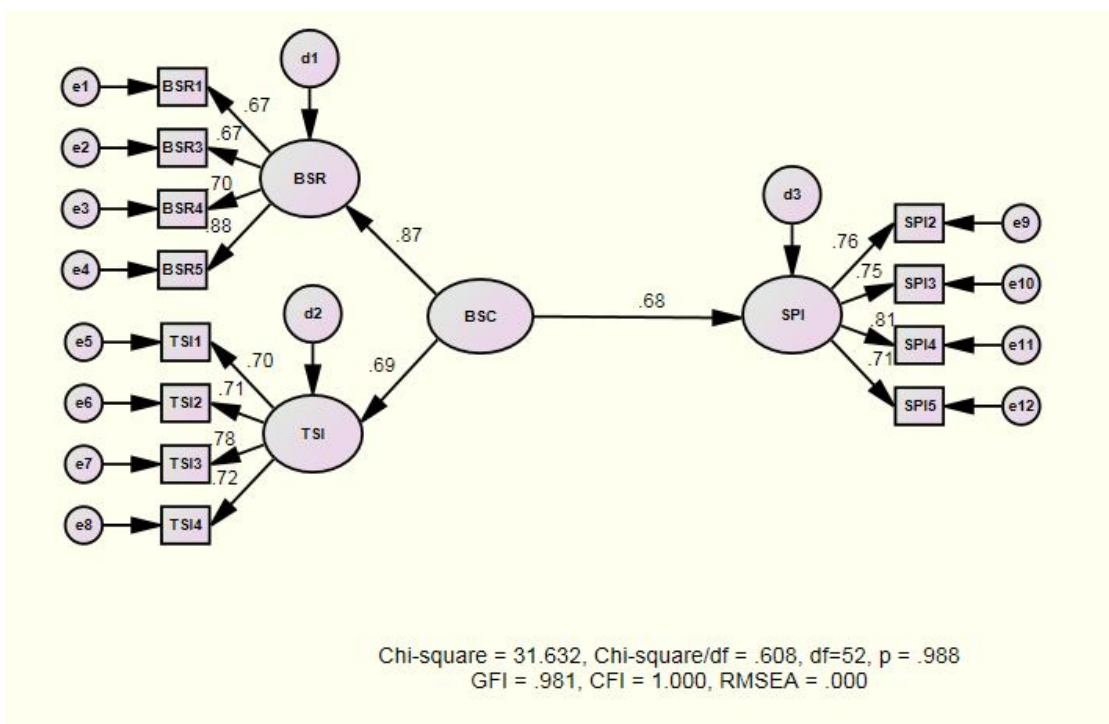 d1
e1 BSR1 .67
e2 BSR3 .67
BSR
e3 BSR4 .70
e4 BSR5 .88
.87
d3
e5 TSI1 .70
e6 TSI2 .71
d2
TSI
e7 TSI3 .78
e8 TSI4 .72
.69
BSC
.68
SPI
.76 SPI2 e9
.75 SPI3 e10
.81 SPI4 e11
.71 SPI5 e12
Chi-square = 31.632, Chi-square/df = .608, df=52, p = .988
GFI = .981, CFI = 1.000, RMSEA = .000